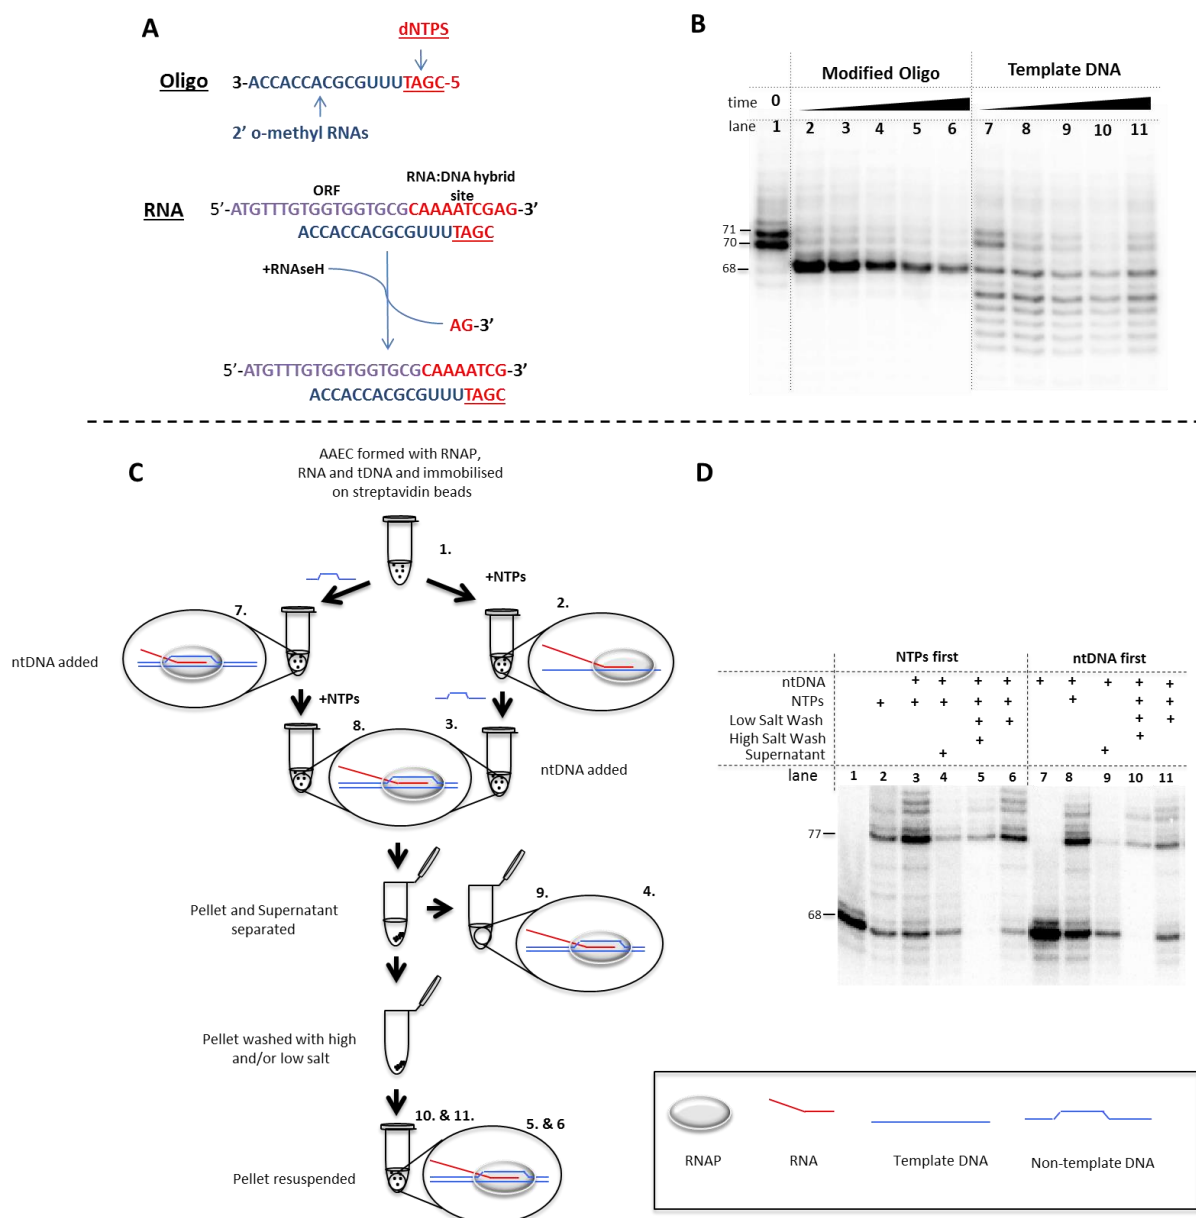 A
dNTPS
Oligo
3-ACCACCACGCGUUUTAGC-5
2' o-methyl RNAs
ORF
RNA:DNA hybrid
site
RNA
5'-ATGTTTGTGGTGGTGCGCAAAATCGAG-3'
ACCACCACGCGUUUTAGC
+RNAseH
AG-3'
5'-ATGTTTGTGGTGGTGCGCAAAATCG-3'
ACCACCACGCGUUUTAGC
B
Modified Oligo
Template DNA
time 0
lane 1 2 3 4 5 6 7 8 9 10 11
71
70
68
C
AAEC formed with RNAP,
RNA and tDNA and immobilised
on streptavidin beads
1.
+NTPs
7.
2.
ntDNA added
+NTPs
8.
3.
ntDNA added
Pellet and Supernatant
separated
9.
4.
Pellet washed with high
and/or low salt
10. & 11.
5. & 6
Pellet resuspended
D
NTPs first
ntDNA first
ntDNA + + + + + + + + +
NTPs + + + + + + + +
Low Salt Wash + + + +
High Salt Wash + +
Supernatant + +
lane 1 2 3 4 5 6 7 8 9 10 11
77
68
RNAP
RNA
Template DNA
Non-template DNA